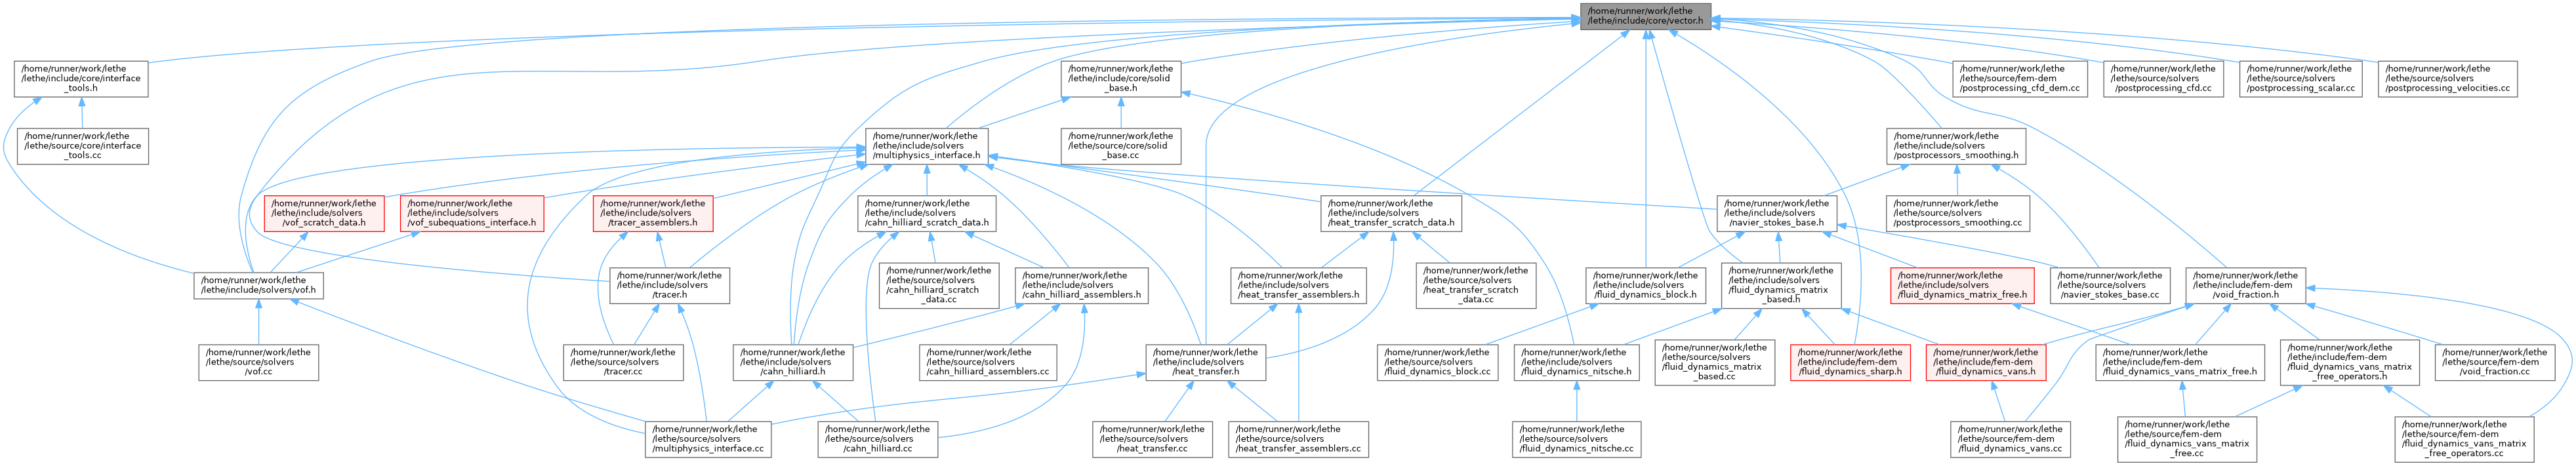 /home/runner/work/lethe
/lethe/include/core/vector.h
/home/runner/work/lethe
/lethe/include/core/interface
_tools.h
/home/runner/work/lethe
/lethe/include/core/solid
_base.h
/home/runner/work/lethe
/lethe/source/fem-dem
/postprocessing_cfd_dem.cc
/home/runner/work/lethe
/lethe/source/solvers
/postprocessing_cfd.cc
/home/runner/work/lethe
/lethe/source/solvers
/postprocessing_scalar.cc
/home/runner/work/lethe
/lethe/source/solvers
/postprocessing_velocities.cc
/home/runner/work/lethe
/lethe/source/core/interface
_tools.cc
/home/runner/work/lethe
/lethe/include/solvers
/multiphysics_interface.h
/home/runner/work/lethe
/lethe/source/core/solid
_base.cc
/home/runner/work/lethe
/lethe/include/solvers
/postprocessors_smoothing.h
/home/runner/work/lethe
/lethe/include/solvers
/vof_scratch_data.h
/home/runner/work/lethe
/lethe/include/solvers
/vof_subequations_interface.h
/home/runner/work/lethe
/lethe/include/solvers
/tracer_assemblers.h
/home/runner/work/lethe
/lethe/include/solvers
/cahn_hilliard_scratch_data.h
/home/runner/work/lethe
/lethe/include/solvers
/heat_transfer_scratch_data.h
/home/runner/work/lethe
/lethe/include/solvers
/navier_stokes_base.h
/home/runner/work/lethe
/lethe/source/solvers
/postprocessors_smoothing.cc
/home/runner/work/lethe
/lethe/include/solvers/vof.h
/home/runner/work/lethe
/lethe/include/solvers
/tracer.h
/home/runner/work/lethe
/lethe/source/solvers
/cahn_hilliard_scratch
_data.cc
/home/runner/work/lethe
/lethe/include/solvers
/cahn_hilliard_assemblers.h
/home/runner/work/lethe
/lethe/include/solvers
/heat_transfer_assemblers.h
/home/runner/work/lethe
/lethe/source/solvers
/heat_transfer_scratch
_data.cc
/home/runner/work/lethe
/lethe/include/solvers
/fluid_dynamics_block.h
/home/runner/work/lethe
/lethe/include/solvers
/fluid_dynamics_matrix
_based.h
/home/runner/work/lethe
/lethe/include/solvers
/fluid_dynamics_matrix_free.h
/home/runner/work/lethe
/lethe/source/solvers
/navier_stokes_base.cc
/home/runner/work/lethe
/lethe/include/fem-dem
/void_fraction.h
/home/runner/work/lethe
/lethe/source/solvers
/vof.cc
/home/runner/work/lethe
/lethe/source/solvers
/tracer.cc
/home/runner/work/lethe
/lethe/include/solvers
/cahn_hilliard.h
/home/runner/work/lethe
/lethe/source/solvers
/cahn_hilliard_assemblers.cc
/home/runner/work/lethe
/lethe/include/solvers
/heat_transfer.h
/home/runner/work/lethe
/lethe/source/solvers
/fluid_dynamics_block.cc
/home/runner/work/lethe
/lethe/include/solvers
/fluid_dynamics_nitsche.h
/home/runner/work/lethe
/lethe/source/solvers
/fluid_dynamics_matrix
_based.cc
/home/runner/work/lethe
/lethe/include/fem-dem
/fluid_dynamics_sharp.h
/home/runner/work/lethe
/lethe/include/fem-dem
/fluid_dynamics_vans.h
/home/runner/work/lethe
/lethe/include/fem-dem
/fluid_dynamics_vans_matrix_free.h
/home/runner/work/lethe
/lethe/include/fem-dem
/fluid_dynamics_vans_matrix
_free_operators.h
/home/runner/work/lethe
/lethe/source/fem-dem
/void_fraction.cc
/home/runner/work/lethe
/lethe/source/solvers
/multiphysics_interface.cc
/home/runner/work/lethe
/lethe/source/solvers
/cahn_hilliard.cc
/home/runner/work/lethe
/lethe/source/solvers
/heat_transfer.cc
/home/runner/work/lethe
/lethe/source/solvers
/heat_transfer_assemblers.cc
/home/runner/work/lethe
/lethe/source/solvers
/fluid_dynamics_nitsche.cc
/home/runner/work/lethe
/lethe/source/fem-dem
/fluid_dynamics_vans.cc
/home/runner/work/lethe
/lethe/source/fem-dem
/fluid_dynamics_vans_matrix
_free.cc
/home/runner/work/lethe
/lethe/source/fem-dem
/fluid_dynamics_vans_matrix
_free_operators.cc